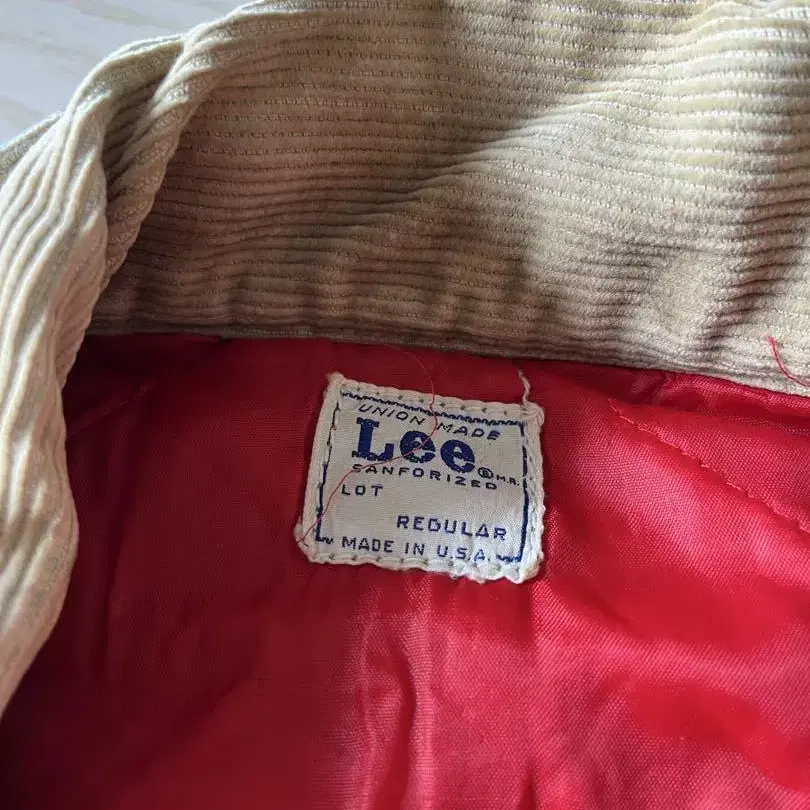 UNION MADE
Lee® M.R.
SANFORIZED
LOT
REGULAR
MADE IN U.S.A.